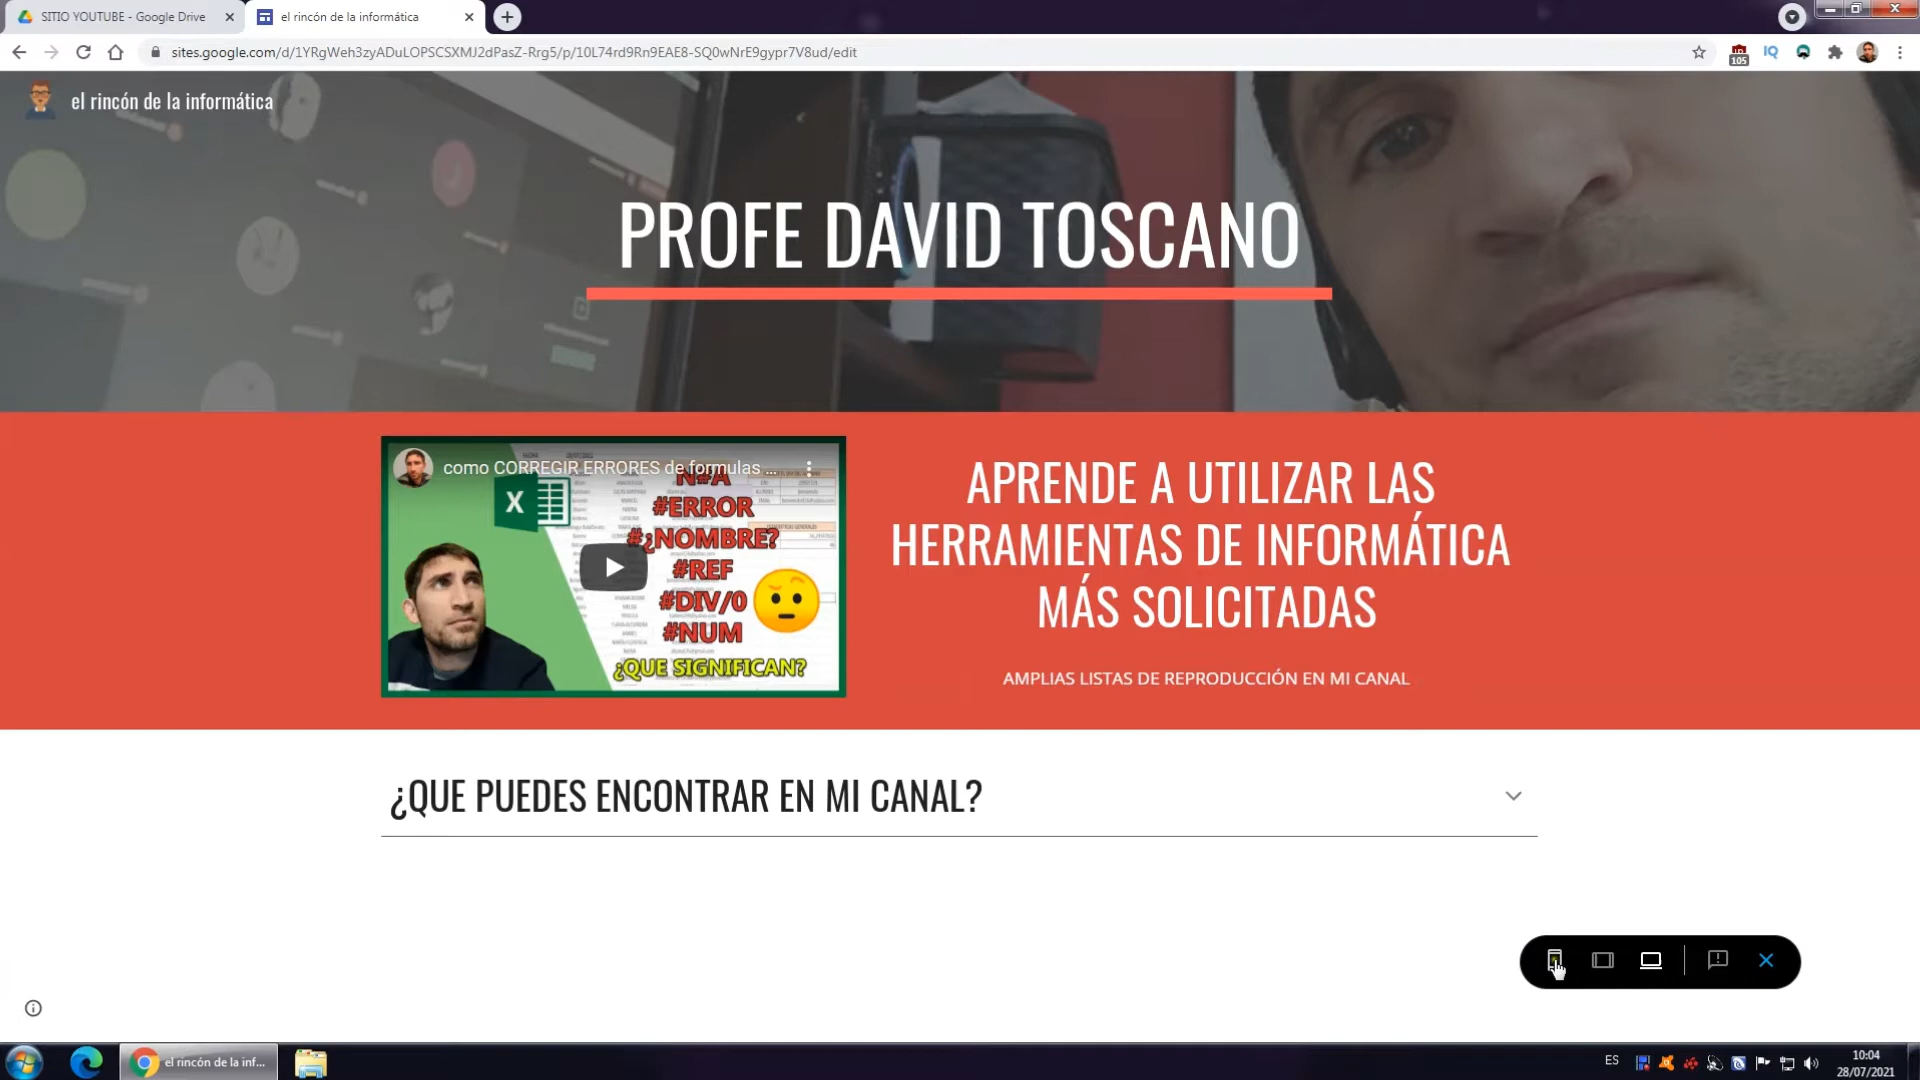 SITIO YOUTUBE - Google Drive
el rincón de la informática
sites.google.com/d/1YRgWeh3zyADuLOPSCSXMJ2dPasZ-Rrg5/p/10L74rd9Rn9EAE8-SQ0wNrE9gypr7V8ud/edit
105
IQ
el rincón de la informática
PROFE DAVID TOSCANO
como CORREGIR ERRORES de formulas ...
N#A
#ERROR
#¿NOMBRE?
#REF
#DIV/0
#NUM
¿QUE SIGNIFICAN?
APRENDE A UTILIZAR LAS
HERRAMIENTAS DE INFORMÁTICA
MÁS SOLICITADAS
AMPLIAS LISTAS DE REPRODUCCIÓN EN MI CANAL
¿QUE PUEDES ENCONTRAR EN MI CANAL?
el rincón de la inf...
ES
10:04
28/07/2021